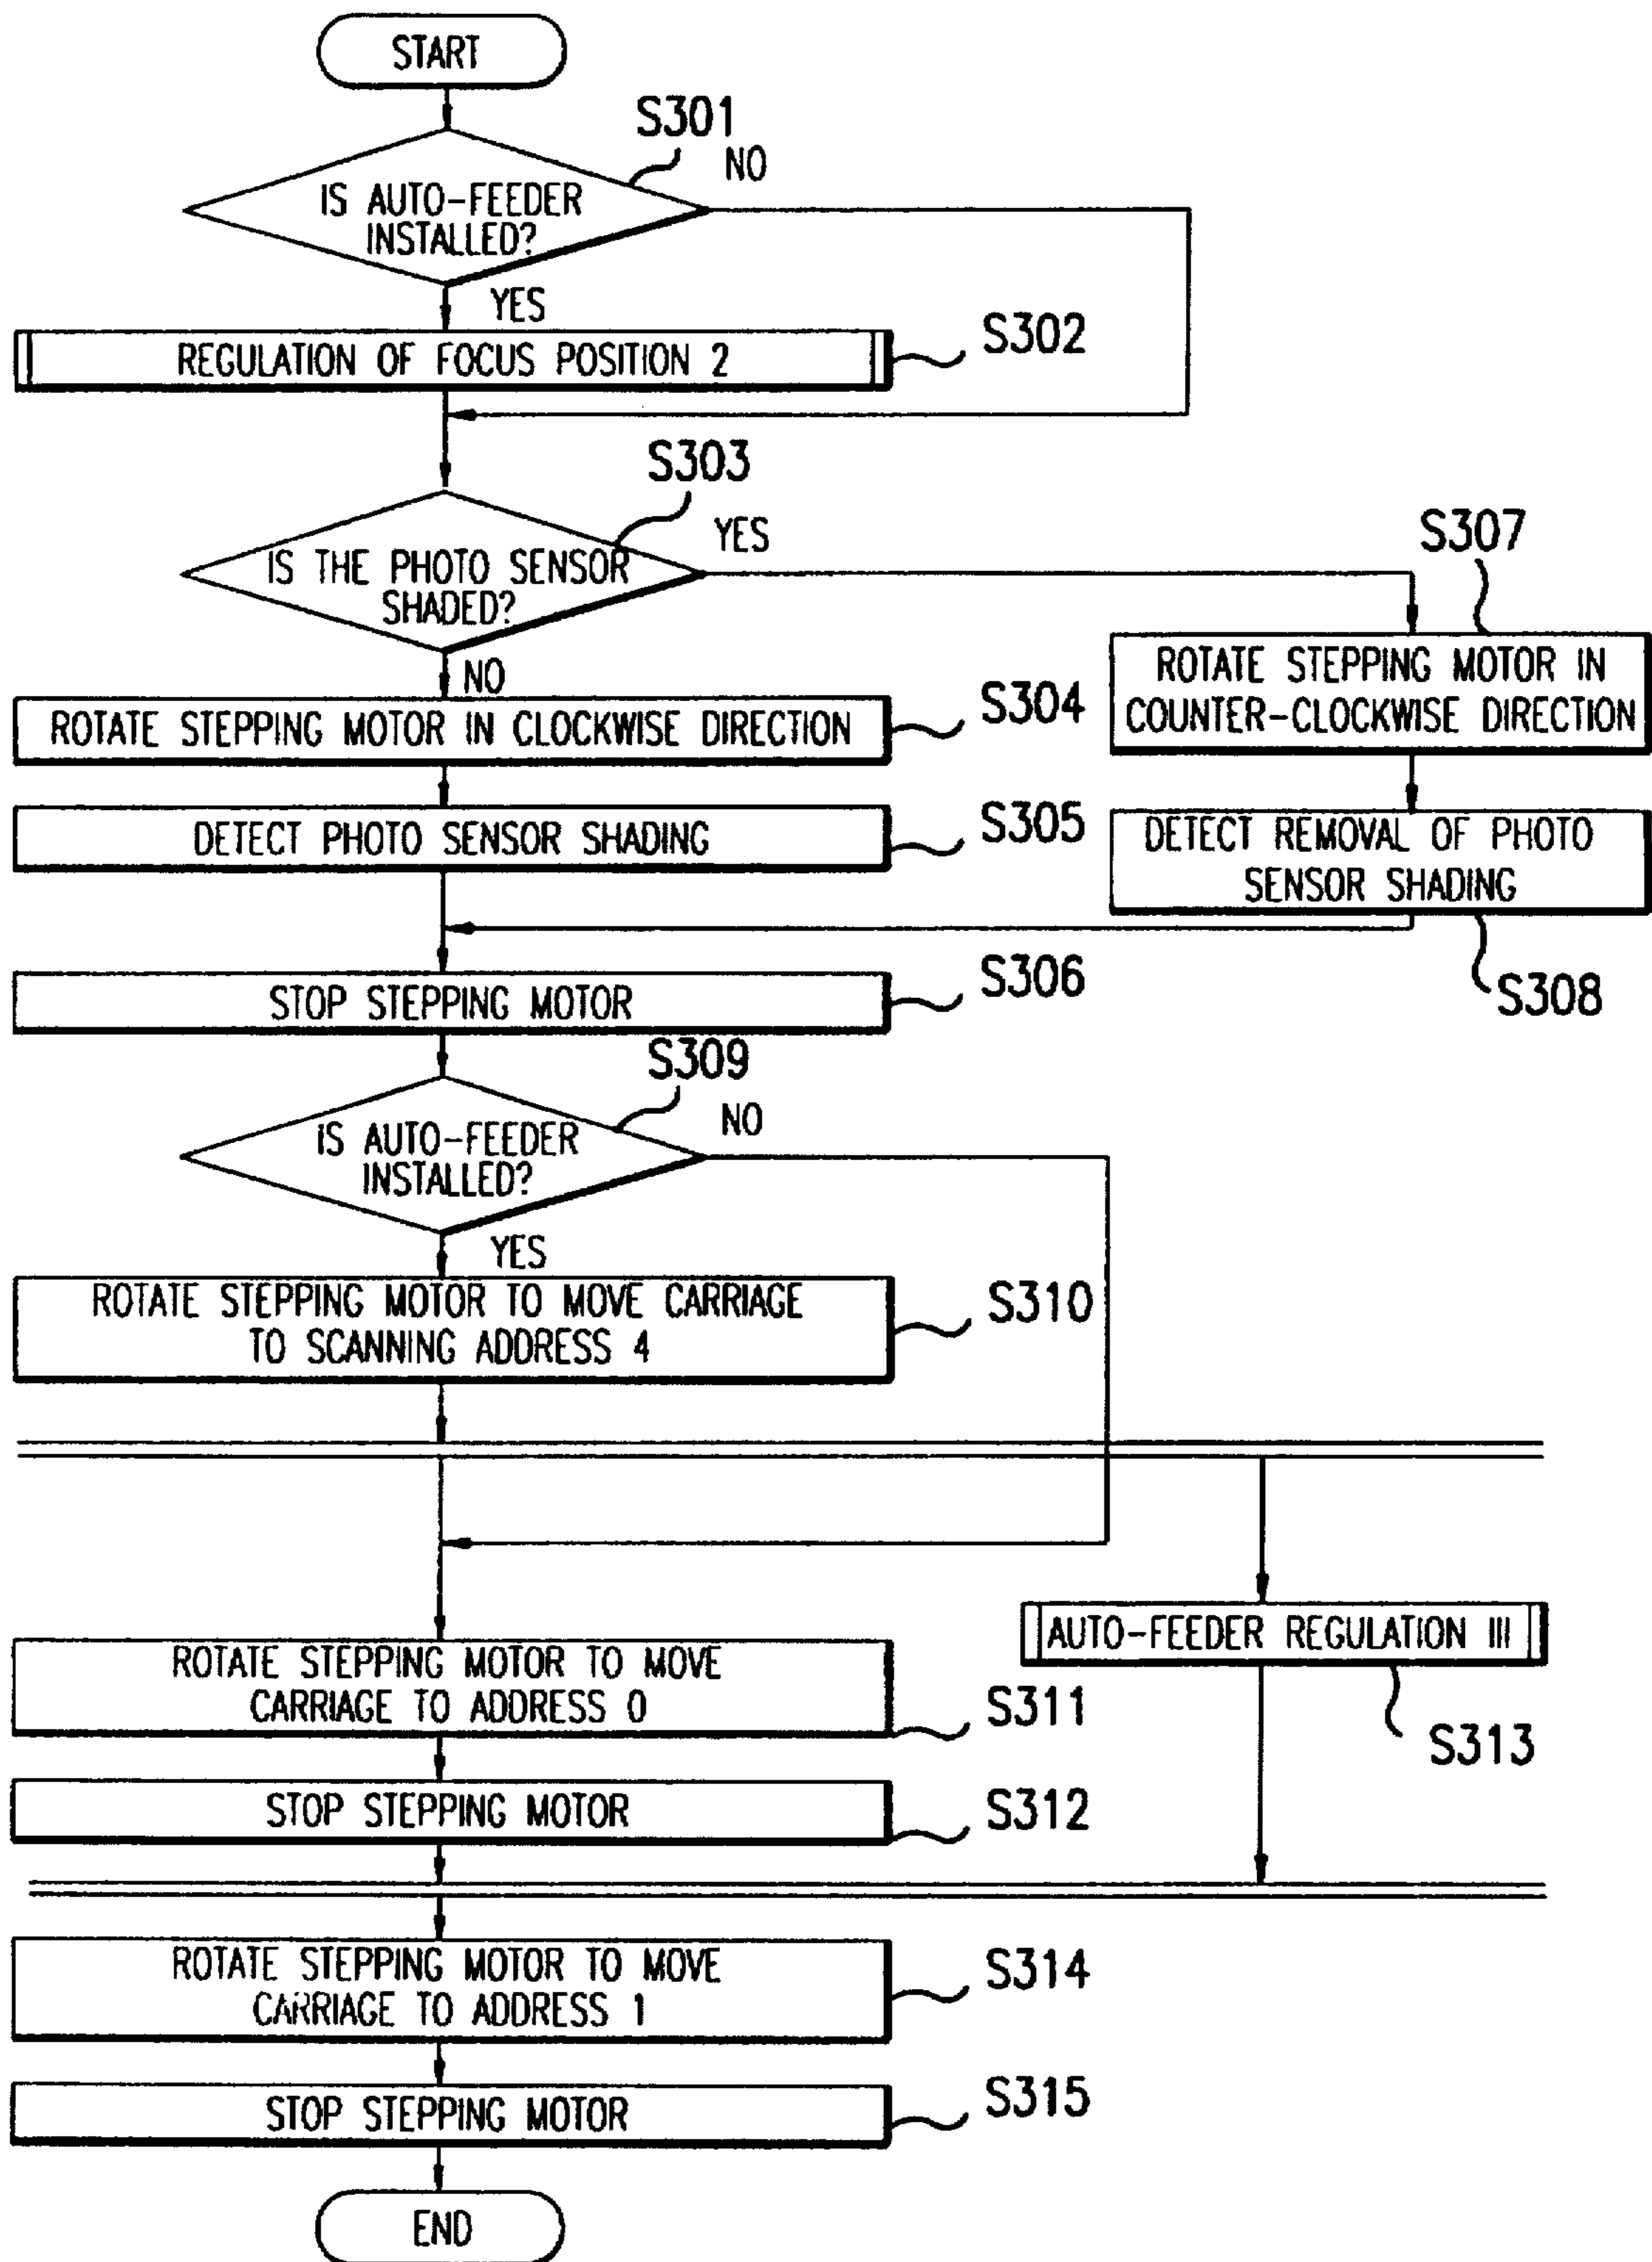 START
S301
NO
IS AUTO-FEEDER
INSTALLED?
YES
REGULATION OF FOCUS POSITION 2
S302
S303
YES
IS THE PHOTO SENSOR
SHADED?
NO
S307
ROTATE STEPPING MOTOR IN
COUNTER-CLOCKWISE DIRECTION
ROTATE STEPPING MOTOR IN CLOCKWISE DIRECTION
S304
DETECT PHOTO SENSOR SHADING
S305
DETECT REMOVAL OF PHOTO
SENSOR SHADING
S308
STOP STEPPING MOTOR
S306
S309
NO
IS AUTO-FEEDER
INSTALLED?
YES
ROTATE STEPPING MOTOR TO MOVE CARRIAGE
TO SCANNING ADDRESS 4
S310
AUTO-FEEDER REGULATION III
S313
ROTATE STEPPING MOTOR TO MOVE
CARRIAGE TO ADDRESS 0
S311
STOP STEPPING MOTOR
S312
ROTATE STEPPING MOTOR TO MOVE
CARRIAGE TO ADDRESS 1
S314
STOP STEPPING MOTOR
S315
END